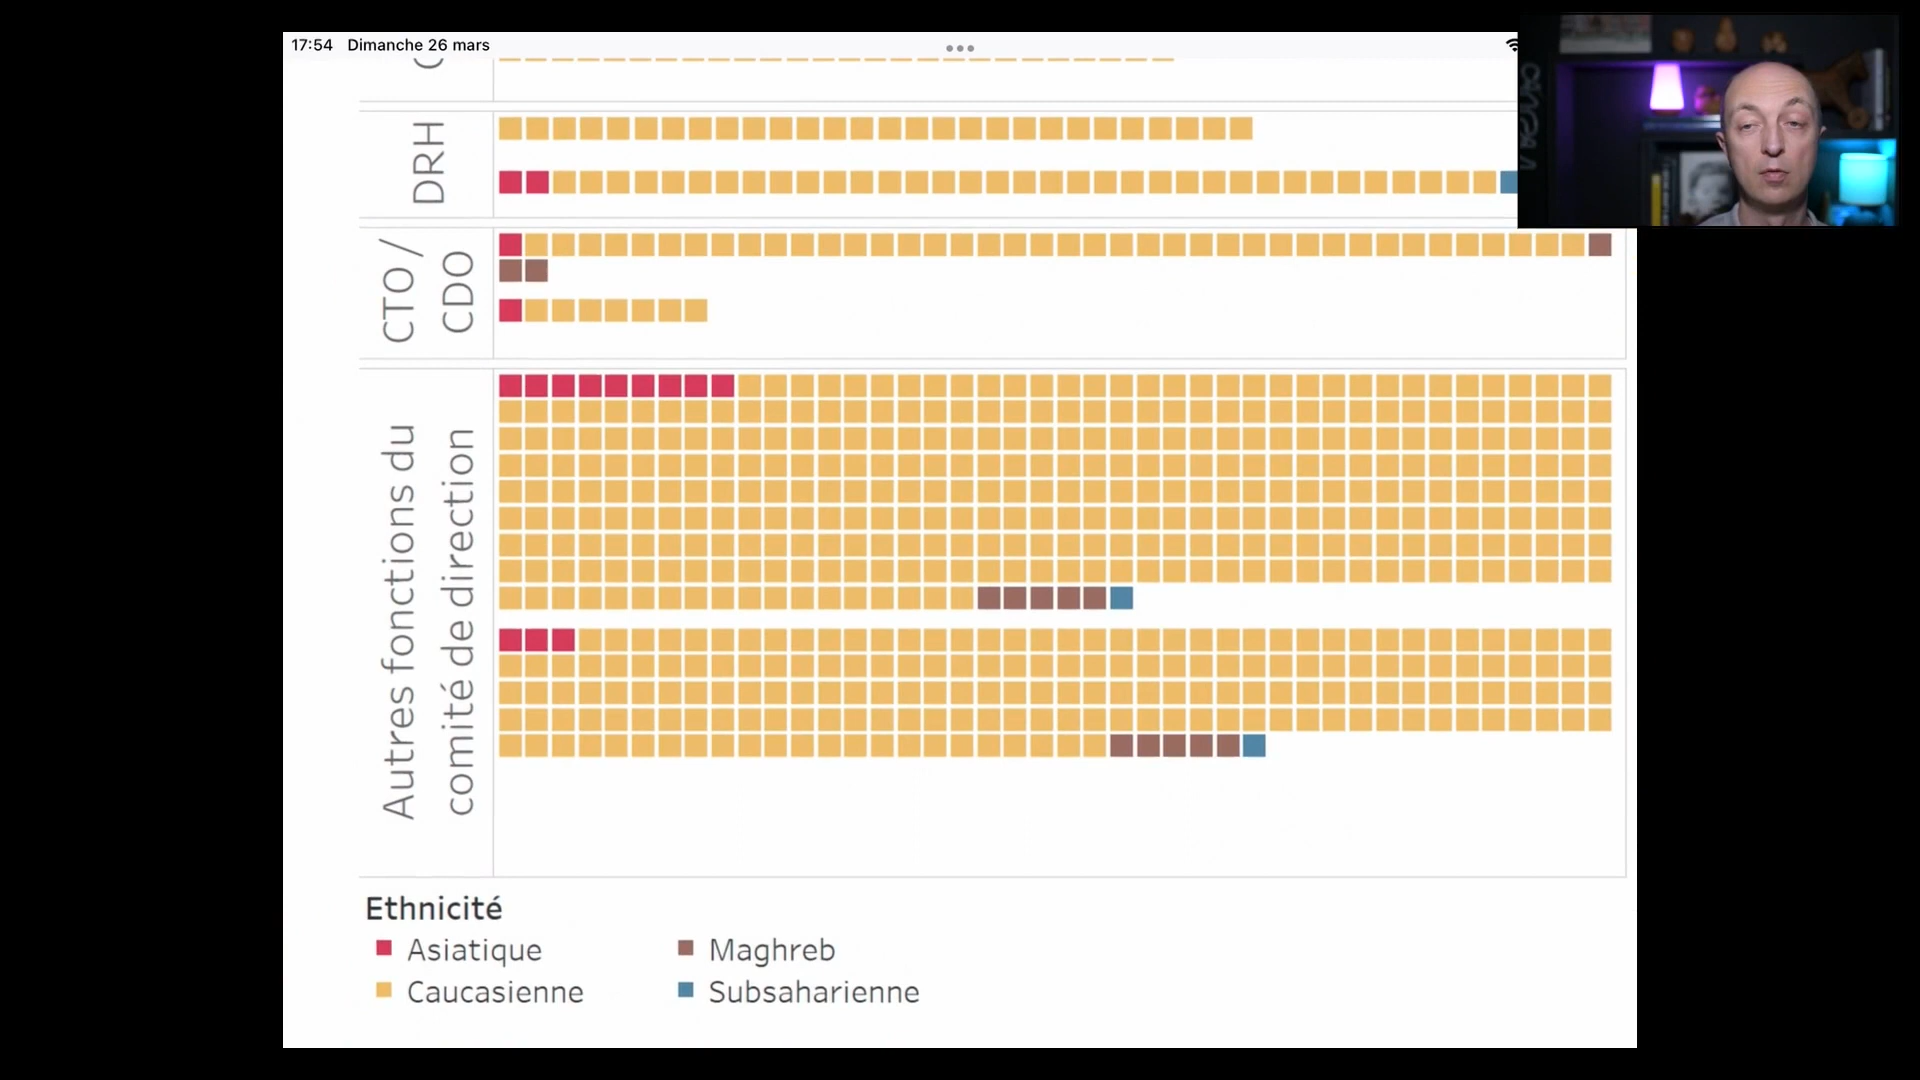 17:54 Dimanche 26 mars
DRH
CTO /
CDO
Autres fonctions du
comité de direction
Ethnicité
Asiatique
Maghreb
Caucasienne
Subsaharienne